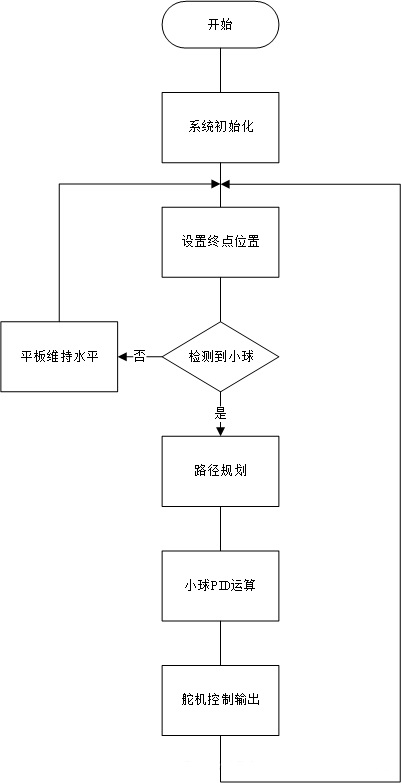 开始
系统初始化
设置终点位置
检测到小球
否
平板维持水平
是
路径规划
小球PID运算
舵机控制输出